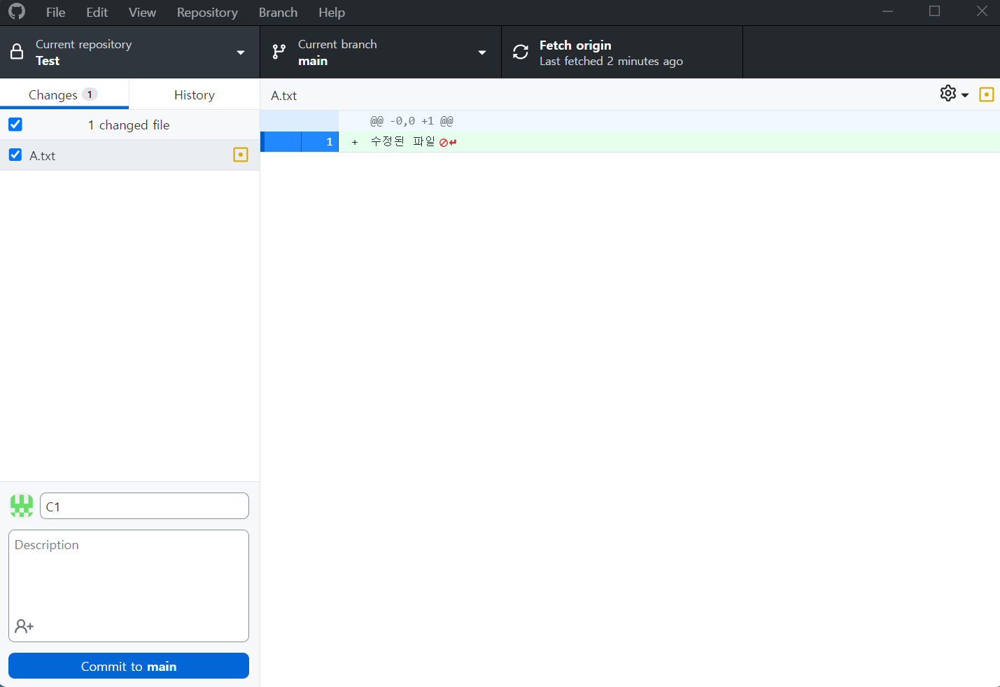 File Edit View Repository Branch Help
Current repository
Test
Current branch
main
Fetch origin
Last fetched 2 minutes ago
Changes 1
History
A.txt
1 changed file
@@ -0,0 +1 @@
A.txt
1 + 수정된 파일
C1
Description
Commit to main